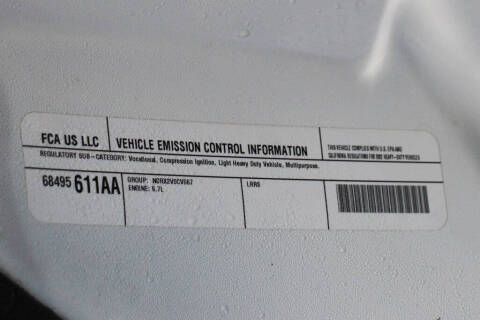 FCA US LLC
VEHICLE EMISSION CONTROL INFORMATION
THIS VEHICLE COMPLIES WITH U.S. EPA AND
CALIFORNIA REGULATIONS FOR 2022 HEAVY-DUTY VEHICLES
REGULATORY SUB-CATEGORY: Vocational, Compression Ignition, Light Heavy Duty Vehicle, Multipurpose.
68495 611AA
GROUP:
ENGINE: 6.7L
LRRS